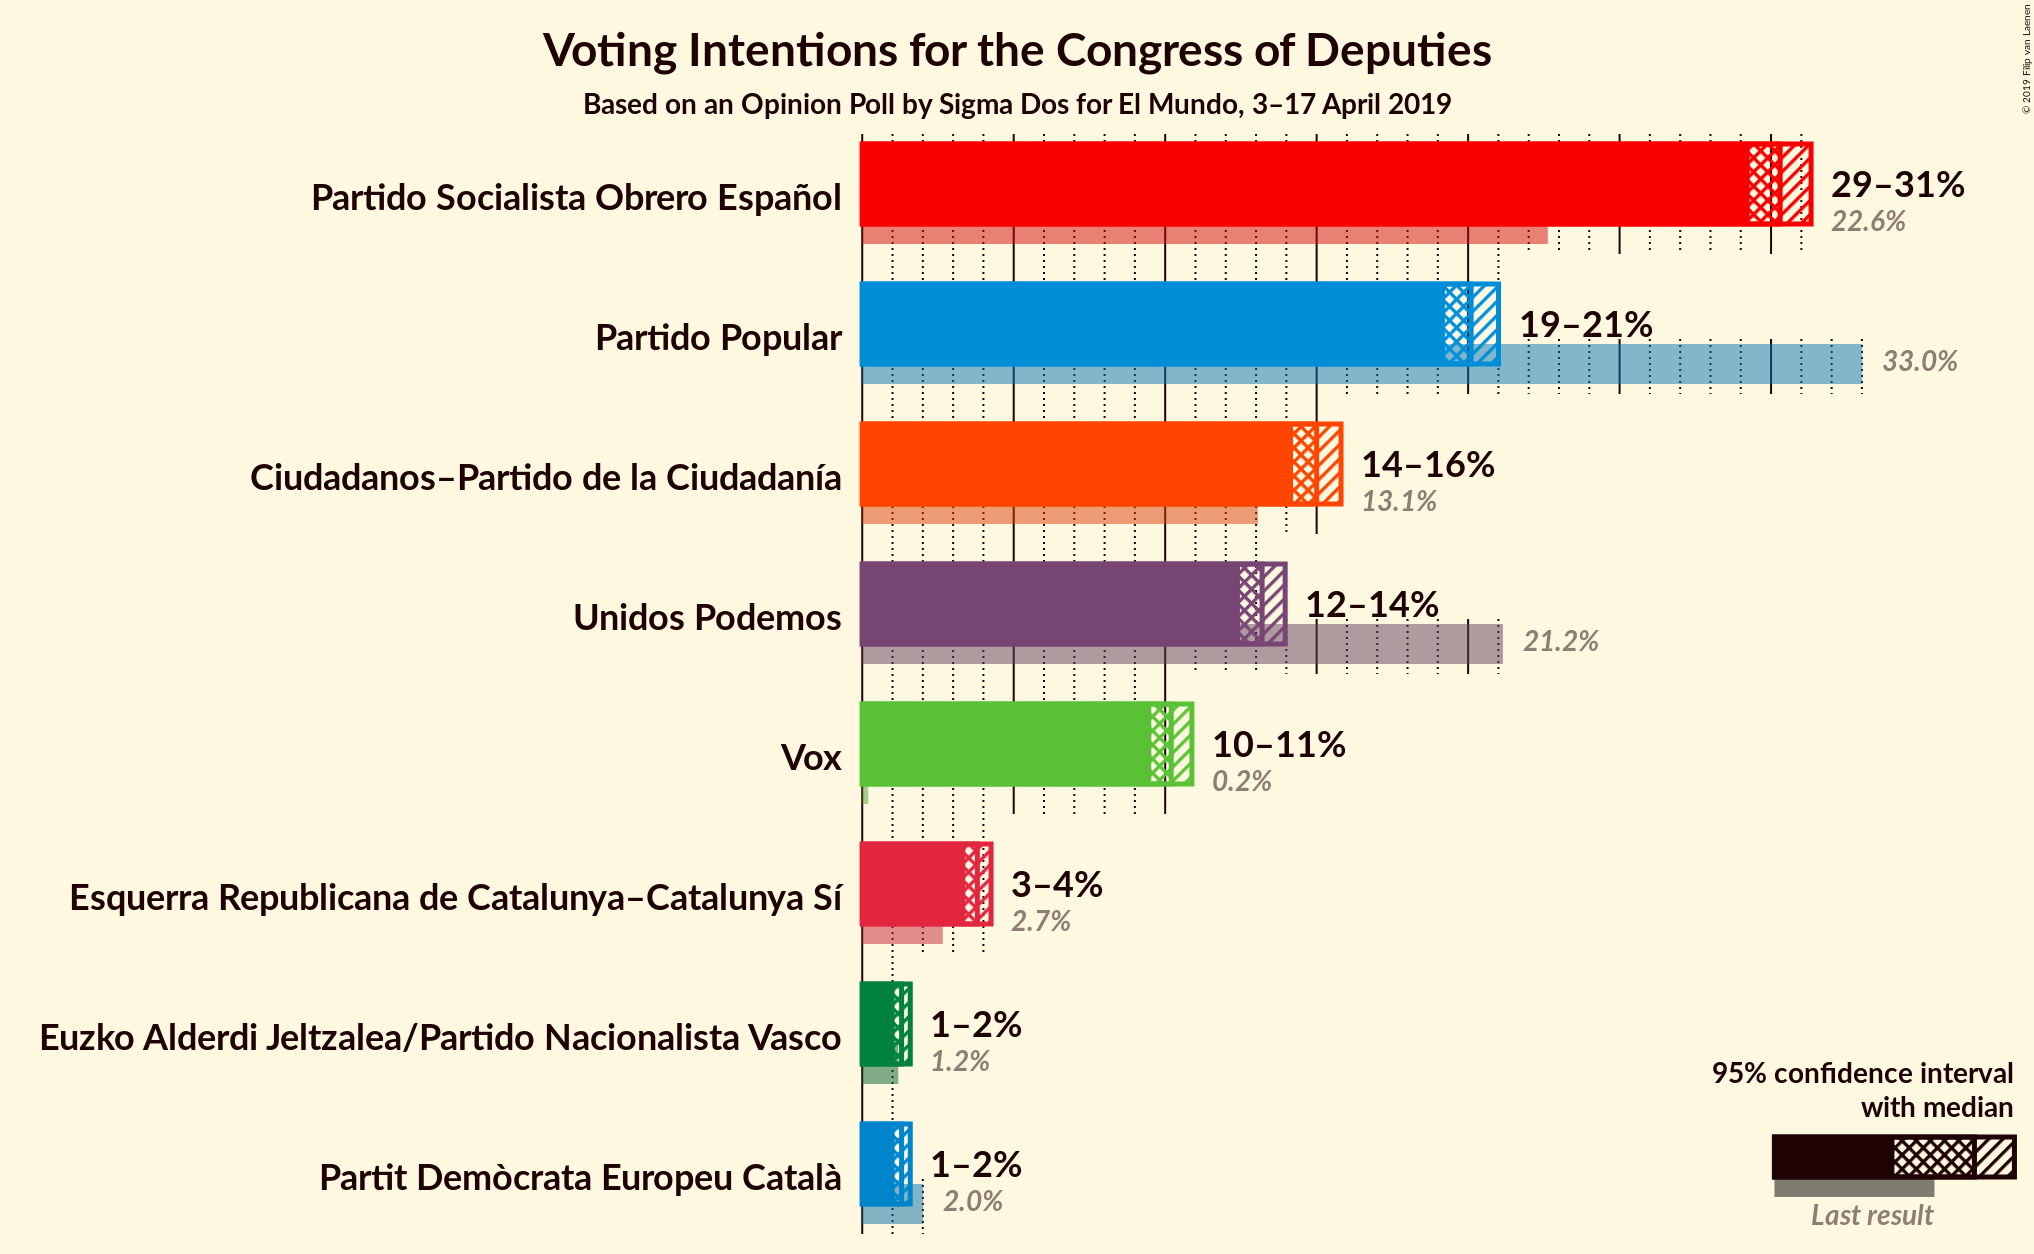 Voting Intentions for the Congress of Deputies
Based on an Opinion Poll by Sigma Dos for El Mundo, 3–17 April 2019
© 2019 Filip van Laenen
Partido Socialista Obrero Español
29–31%
22.6%
Partido Popular
19–21%
33.0%
Ciudadanos–Partido de la Ciudadanía
14–16%
13.1%
Unidos Podemos
12–14%
21.2%
Vox
10–11%
0.2%
Esquerra Republicana de Catalunya–Catalunya Sí
3–4%
2.7%
Euzko Alderdi Jeltzalea/Partido Nacionalista Vasco
1–2%
1.2%
Partit Demòcrata Europeu Català
1–2%
2.0%
95% confidence interval
with median
Last result